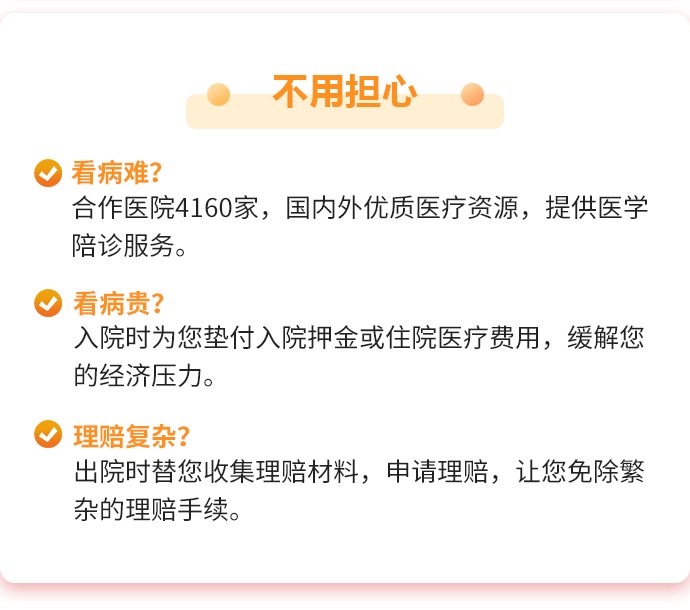 不用担心
看病难?
合作医院4160家，国内外优质医疗资源，提供医学
陪诊服务。
看病贵?
入院时为您垫付入院押金或住院医疗费用，缓解您
的经济压力。
理赔复杂?
出院时替您收集理赔材料，申请理赔，让您免除繁
杂的理赔手续。